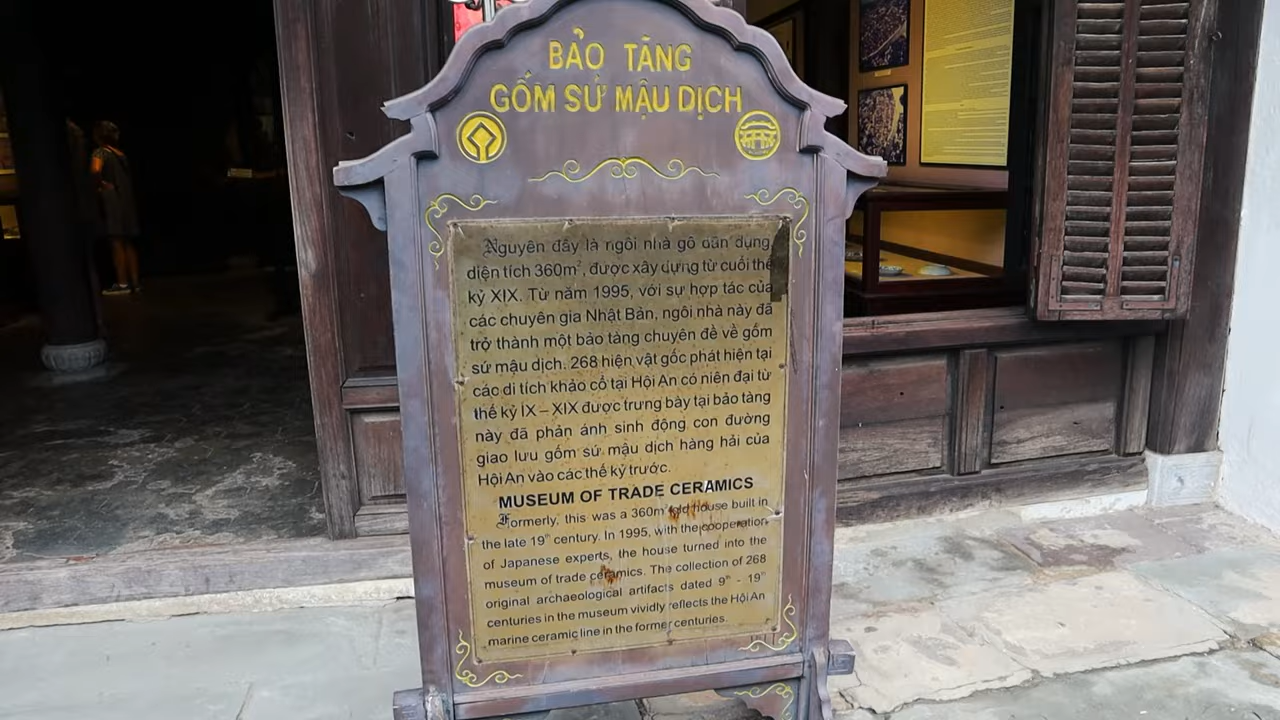 BẢO TÀNG
GỐM SỨ MẬU DỊCH
Nguyên đây là ngôi nhà gỗ dân dụng,
diện tích 360m², được xây dựng từ cuối thế
kỷ XIX. Từ năm 1995, với sự hợp tác của
các chuyên gia Nhật Bản, ngôi nhà này đã
trở thành một bảo tàng chuyên đề về gốm
sứ mậu dịch. 268 hiện vật gốc phát hiện tại
các di tích khảo cổ tại Hội An có niên đại từ
thế kỷ IX – XIX được trưng bày tại bảo tàng
này đã phản ánh sinh động con đường
giao lưu gốm sứ mậu dịch hàng hải của
Hội An vào các thế kỷ trước.
MUSEUM OF TRADE CERAMICS
Formerly, this was a 360m² old house built in
the late 19th century. In 1995, with the cooperation
of Japanese experts, the house turned into the
museum of trade ceramics. The collection of 268
original archaeological artifacts dated 9th - 19th
centuries in the museum vividly reflects the Hội An
marine ceramic line in the former centuries.